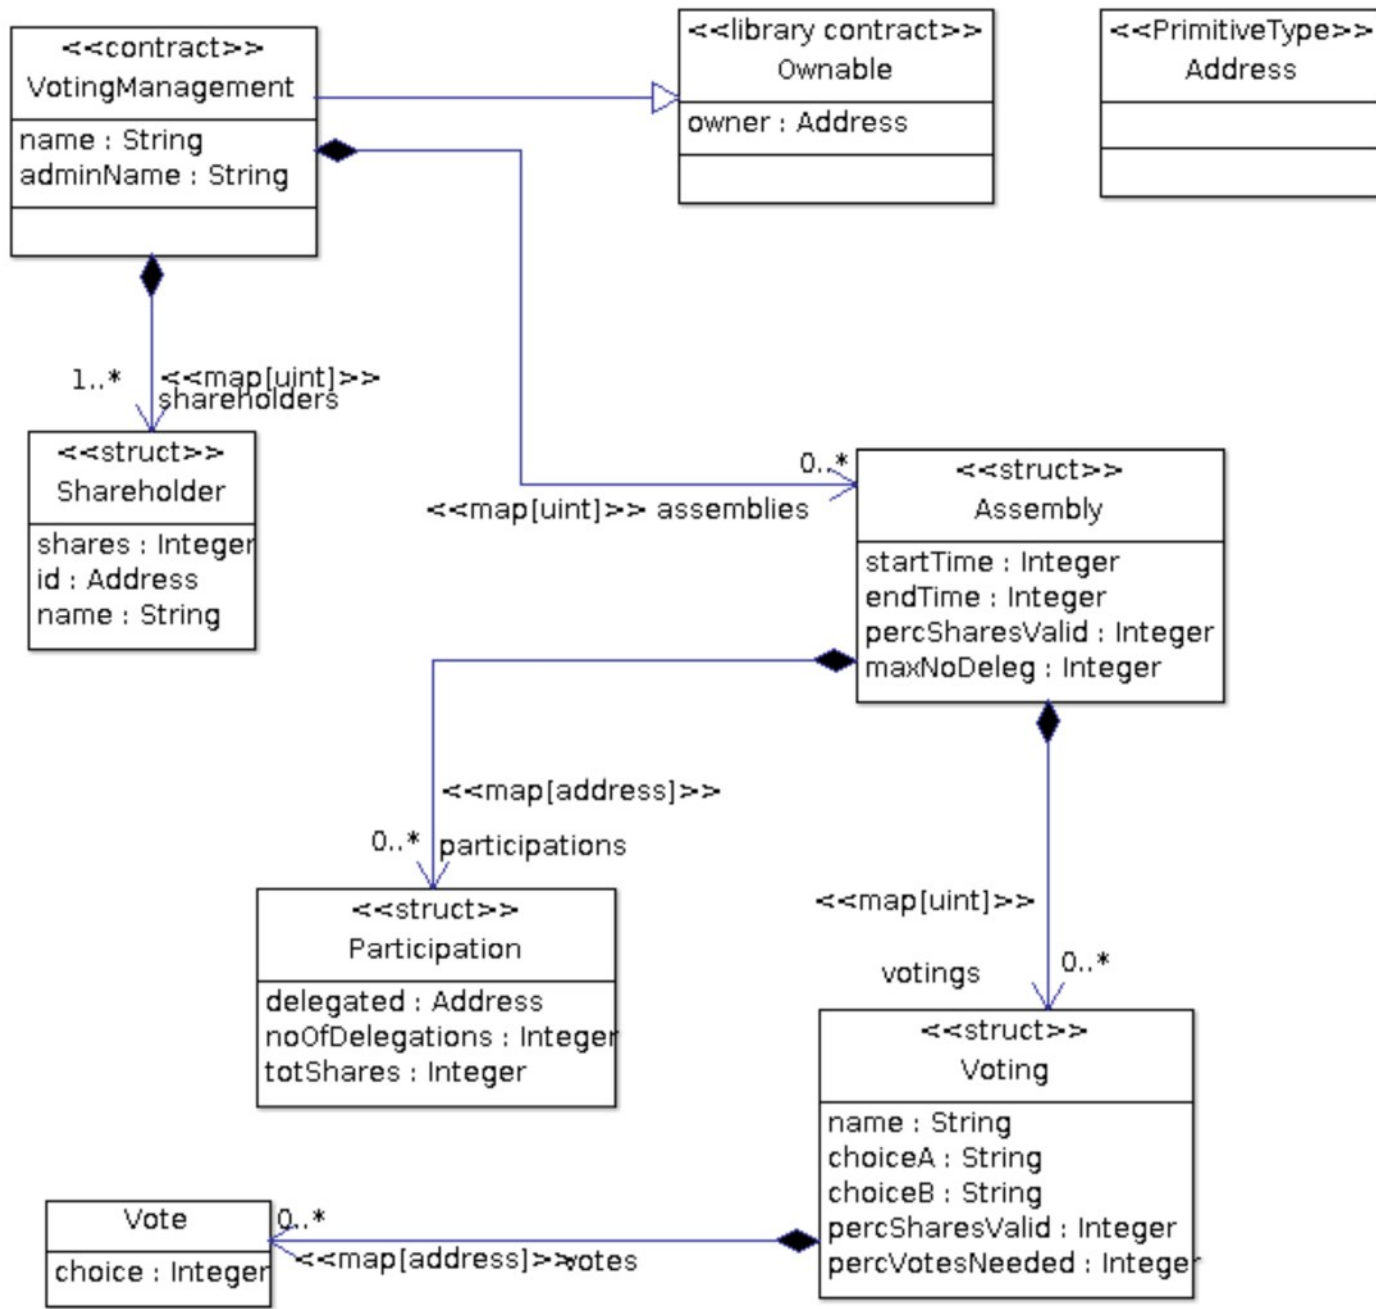 <<contract>>
VotingManagement
name : String
adminName : String
<<library contract>>
Ownable
owner : Address
<<PrimitiveType>>
Address
1..*
<<map[uint]>>
shareholders
<<struct>>
Shareholder
shares : Integer
id : Address
name : String
0..*
<<map[uint]>> assemblies
<<struct>>
Assembly
startTime : Integer
endTime : Integer
percSharesValid : Integer
maxNoDeleg : Integer
<<map[address]>>
0..*
participations
<<struct>>
Participation
delegated : Address
noOfDelegations : Integer
totShares : Integer
<<map[uint]>>
votings
0..*
<<struct>>
Voting
name : String
choiceA : String
choiceB : String
percSharesValid : Integer
percVotesNeeded : Integer
Vote
choice : Integer
0..*
<<map[address]>>votes